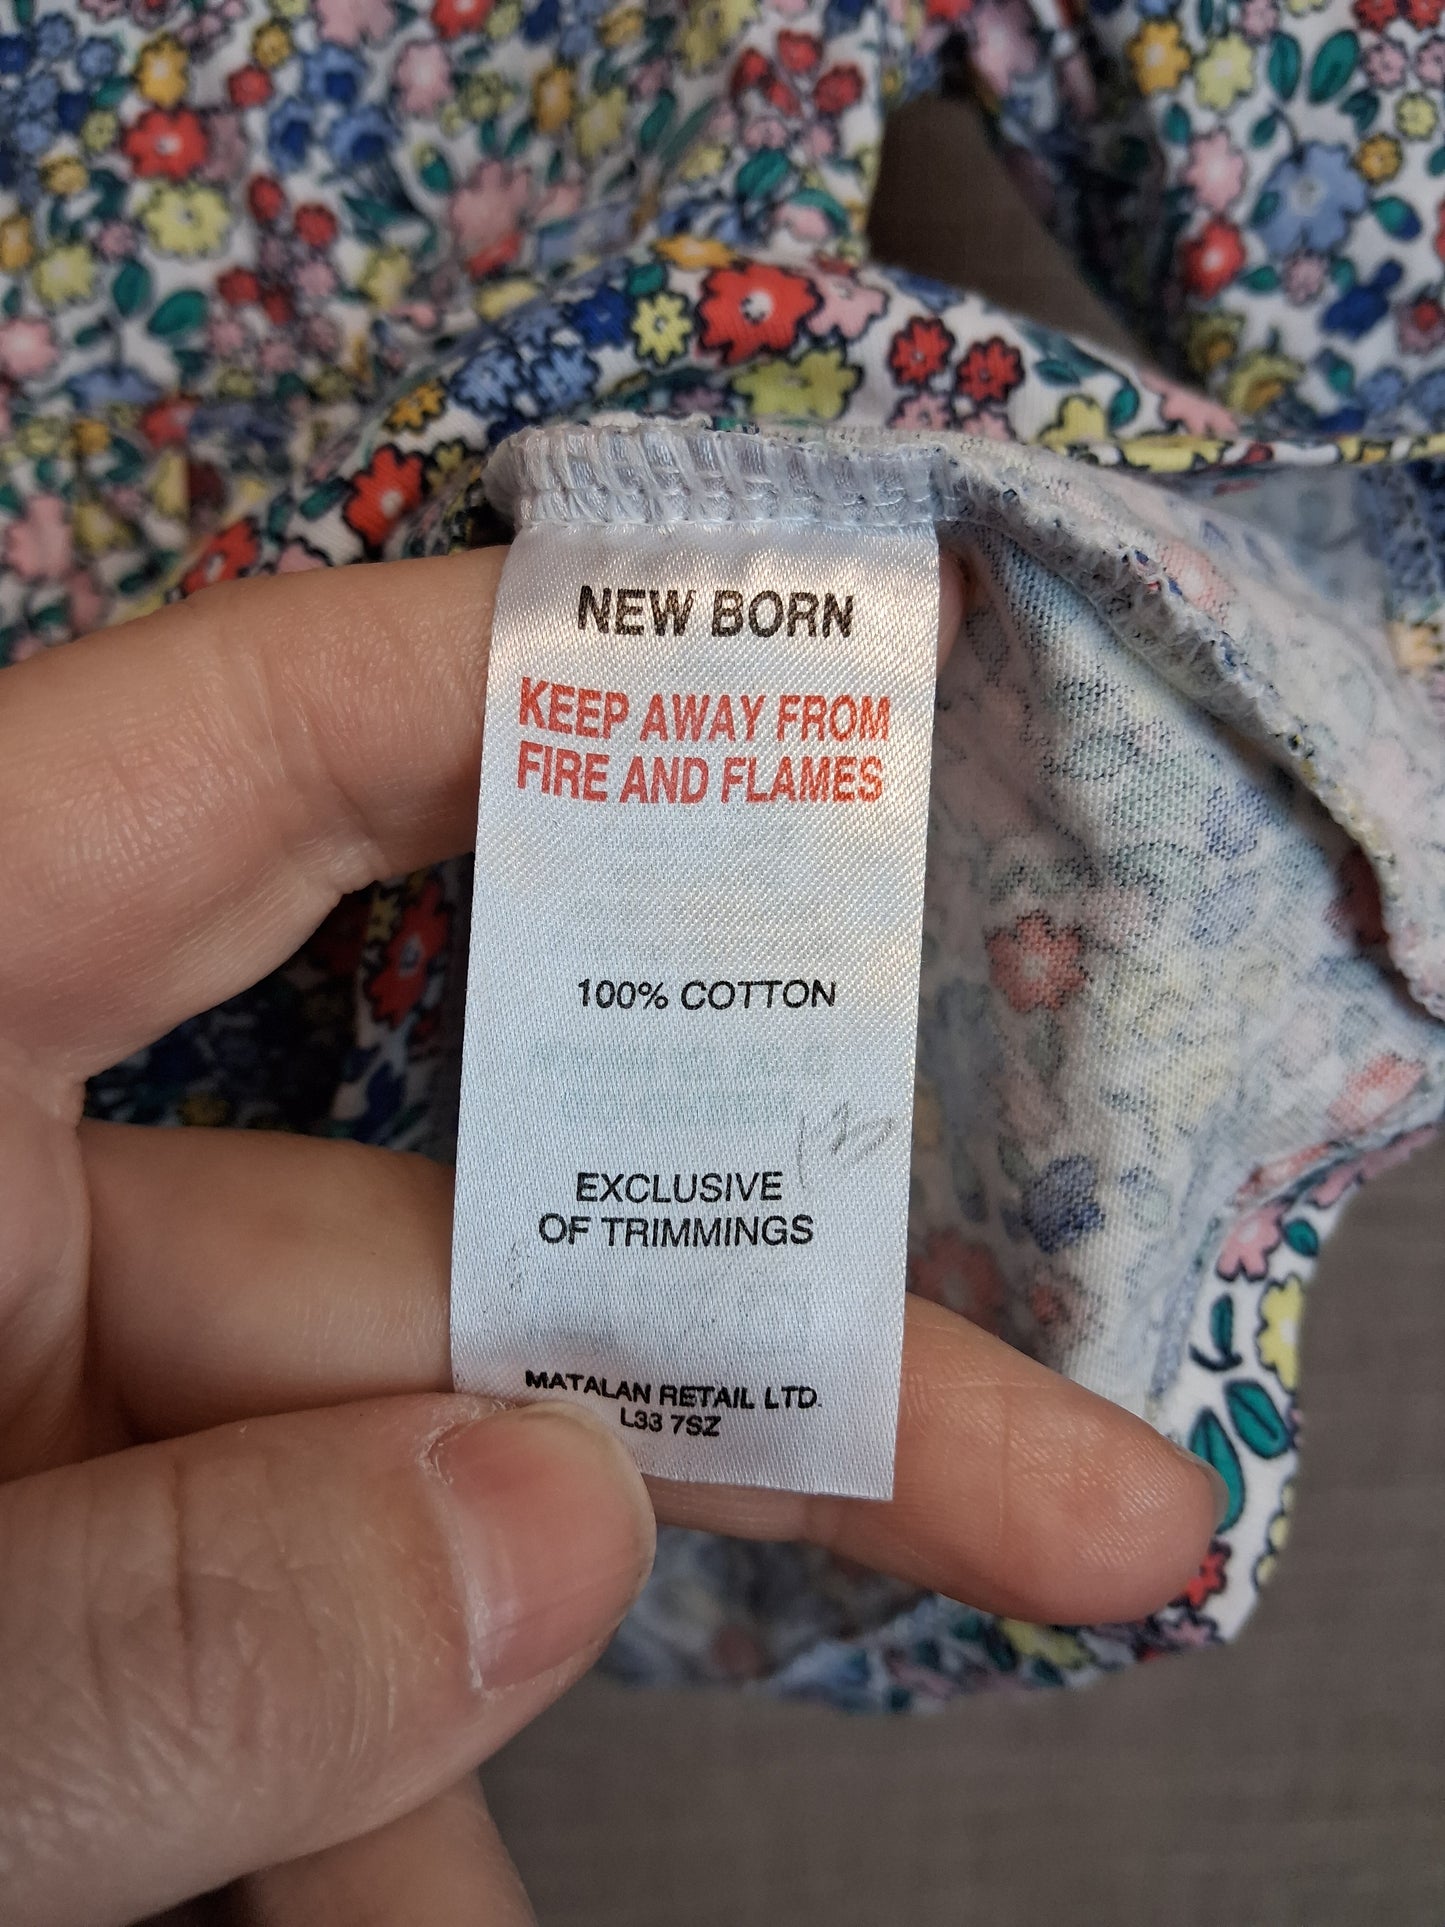 NEW BORN
KEEP AWAY FROM
FIRE AND FLAMES
100% COTTON
EXCLUSIVE
OF TRIMMINGS
MATALAN RETAIL LTD.
L33 7SZ